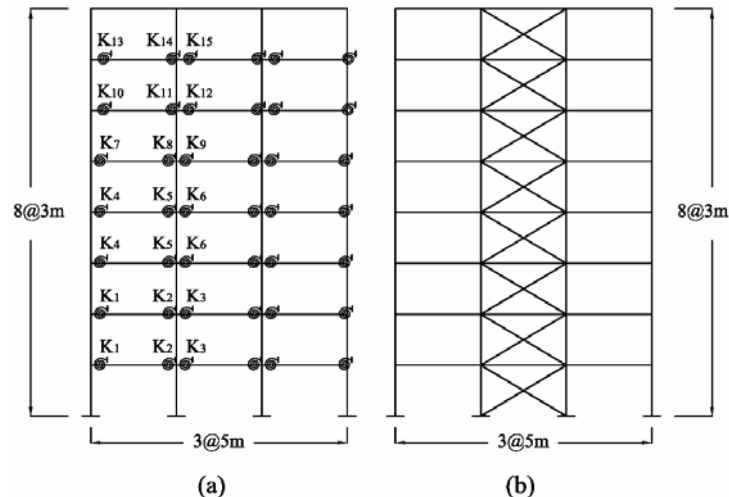 K13 K14 K15
K10 K11 K12
K7 K8 K9
K4 K5 K6
K4 K5 K6
K1 K2 K3
K1 K2 K3
8@3m
8@3m
3@5m
3@5m
(a)
(b)